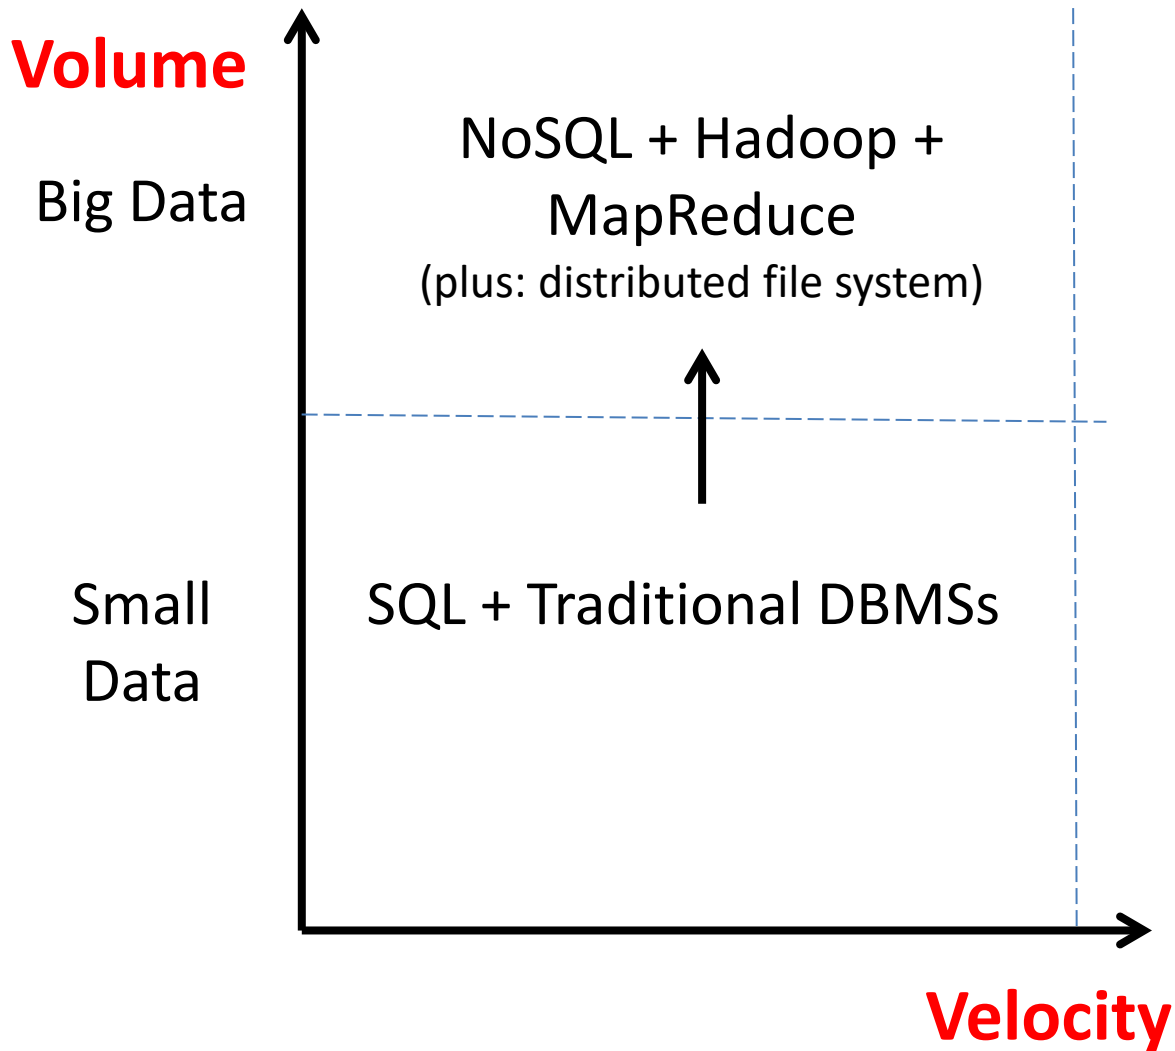 Volume
NoSQL + Hadoop +
MapReduce
Big Data
(plus: distributed file system)
Small
Data
SQL + Traditional DBMSs
Velocity